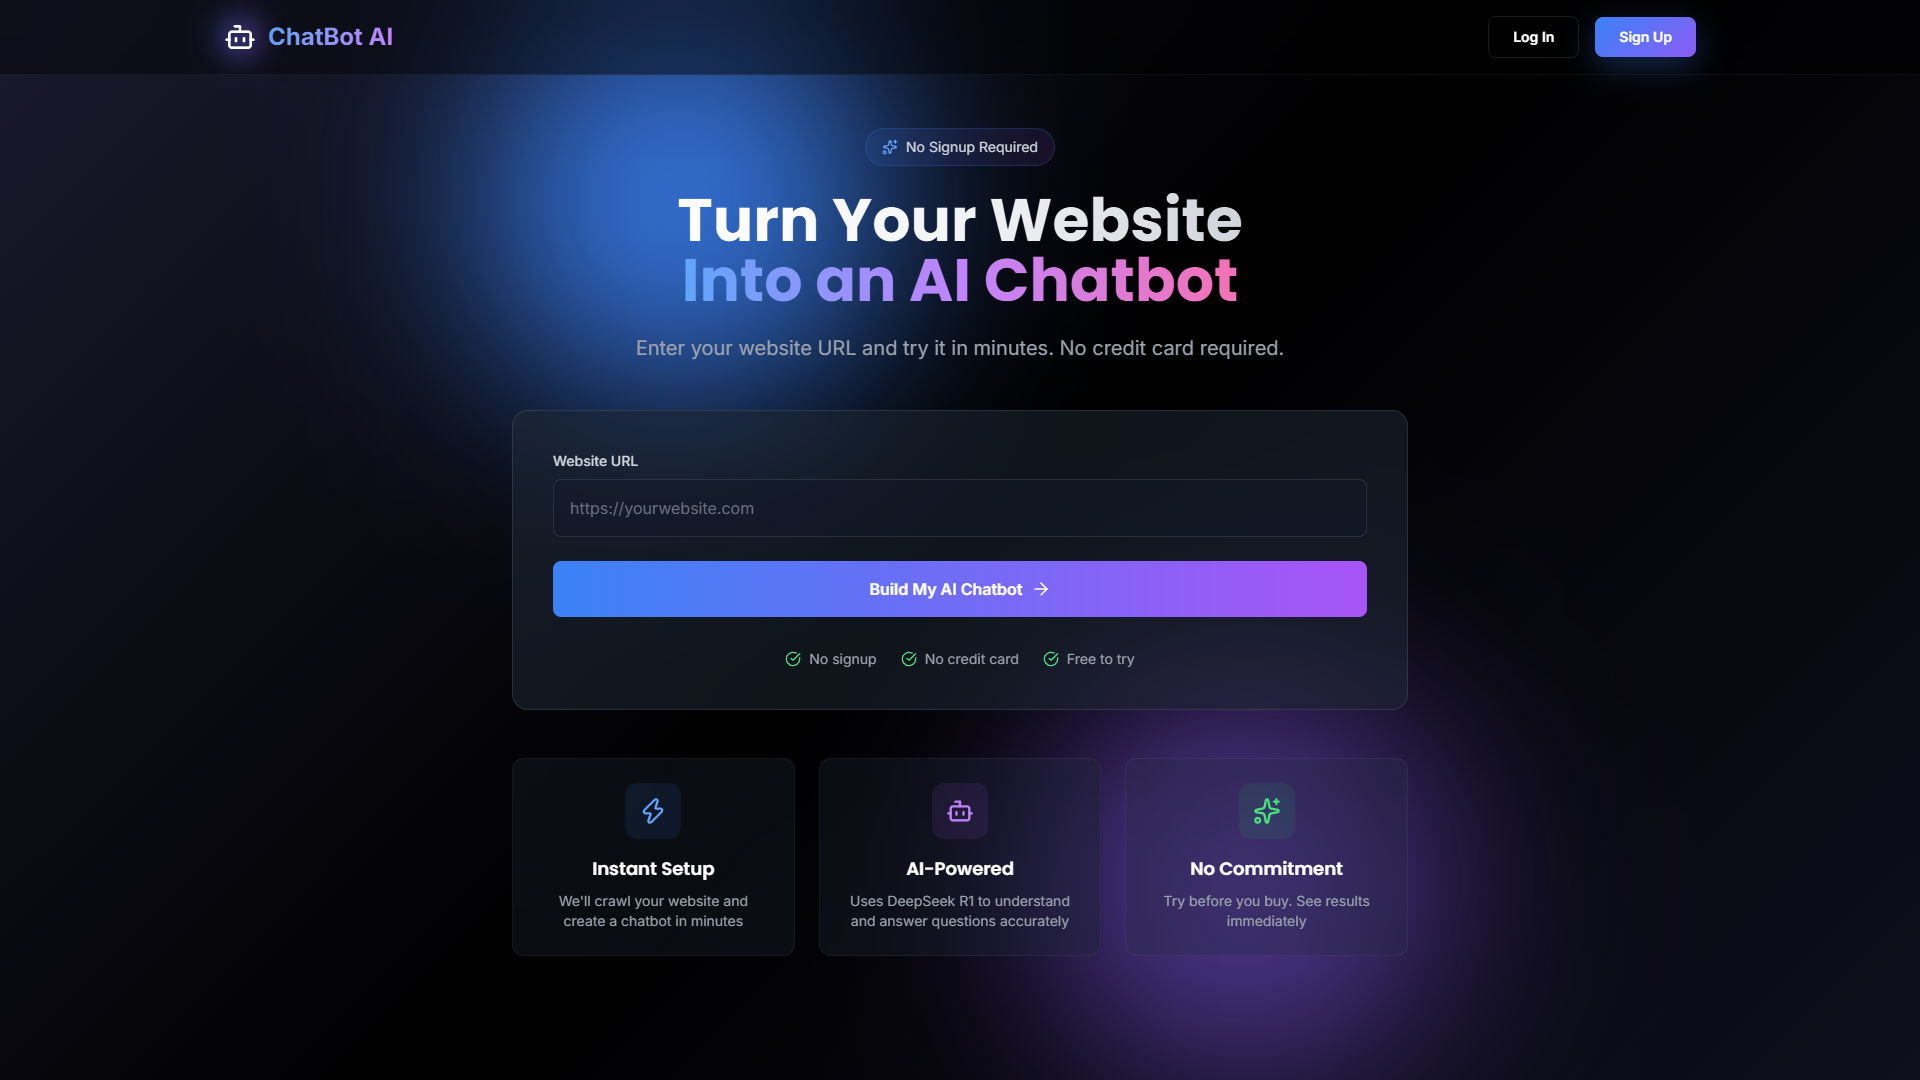 ChatBot AI
Log In
Sign Up
No Signup Required
Turn Your Website
Into an AI Chatbot
Enter your website URL and try it in minutes. No credit card required.
Website URL
https://yourwebsite.com
Build My AI Chatbot
No signup
No credit card
Free to try
Instant Setup
We'll crawl your website and
create a chatbot in minutes
AI-Powered
Uses DeepSeek R1 to understand
and answer questions accurately
No Commitment
Try before you buy. See results
immediately